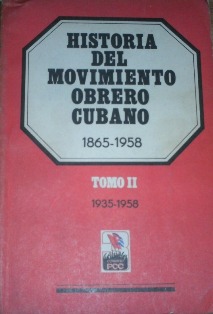 HISTORIA
DEL
MOVIMIENTO
OBRERO
CUBANO
1865-1958
TOMO II
1935-1958
PCC